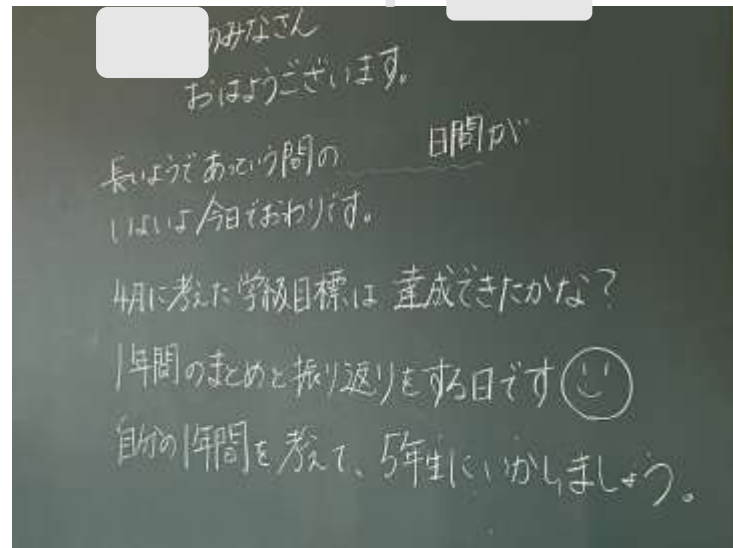 のみなさん
おはようございます。
長いようであっという間の 日間が
いよいよ今日でおわりです。
4月に考えた学級目標は 達成できたかな？
1年間のまとめと振り返りをする日です
自分の1年間を考えて、5年生にいかしましょう。